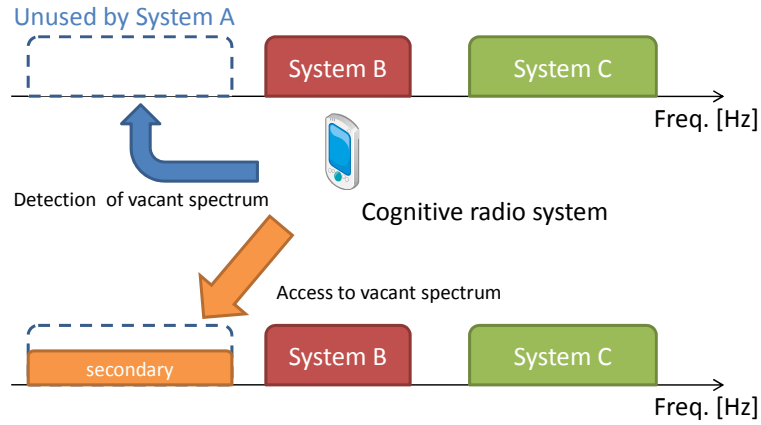 Unused by System A
System B
System C
Freq. [Hz]
Detection of vacant spectrum
Cognitive radio system
Access to vacant spectrum
secondary
System B
System C
Freq. [Hz]